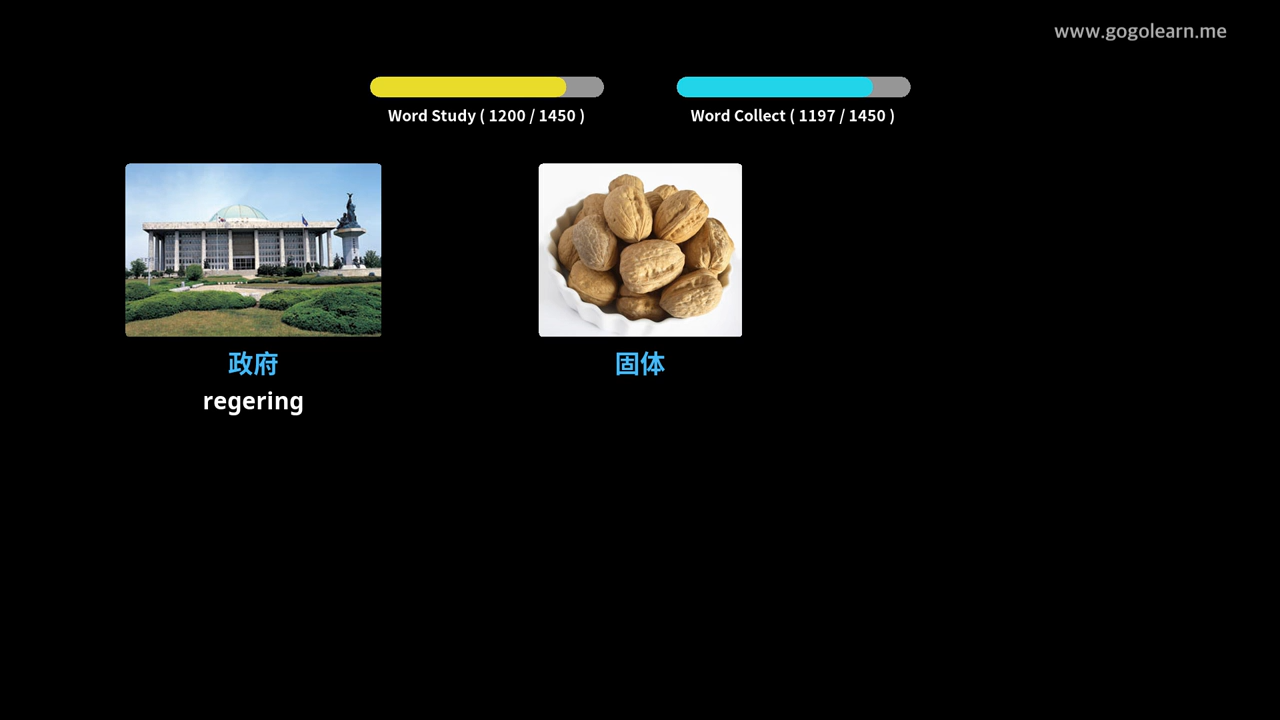 www.gogolearn.me
Word Study ( 1200 / 1450 )
Word Collect ( 1197 / 1450 )
政府
regering
固体